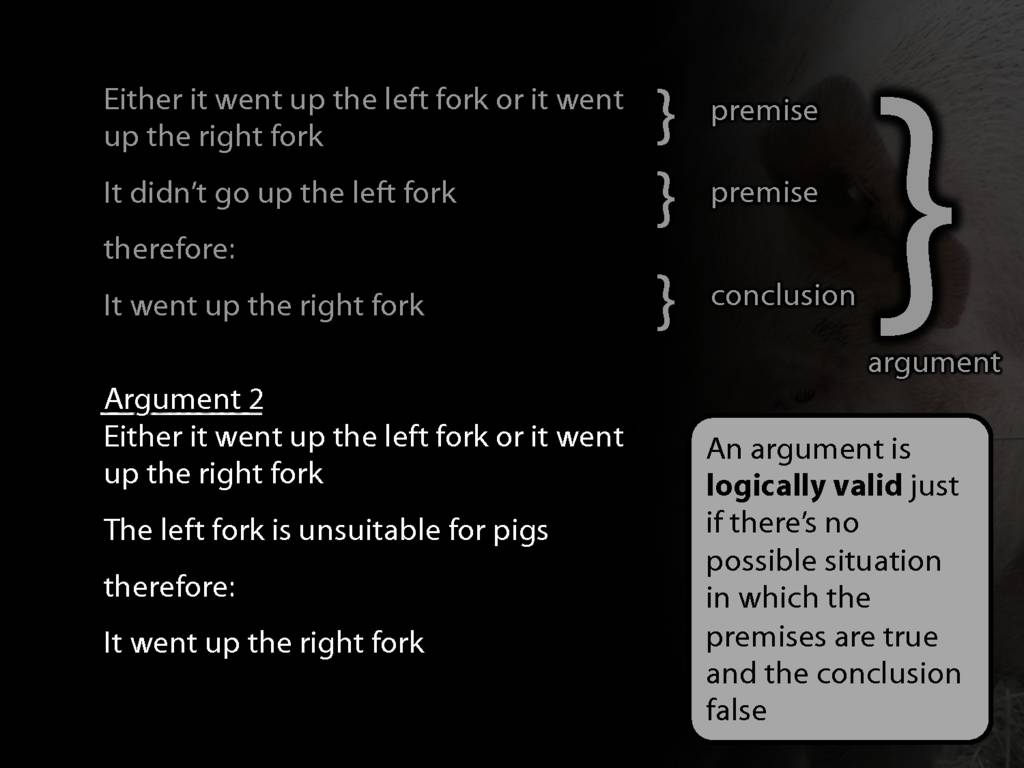 Either it went up the left fork or it went
up the right fork
} premise
It didn’t go up the left fork
} premise
therefore:
It went up the right fork
} conclusion
}
argument
Argument 2
Either it went up the left fork or it went
up the right fork
The left fork is unsuitable for pigs
therefore:
It went up the right fork
An argument is
logically valid just
if there’s no
possible situation
in which the
premises are true
and the conclusion
false